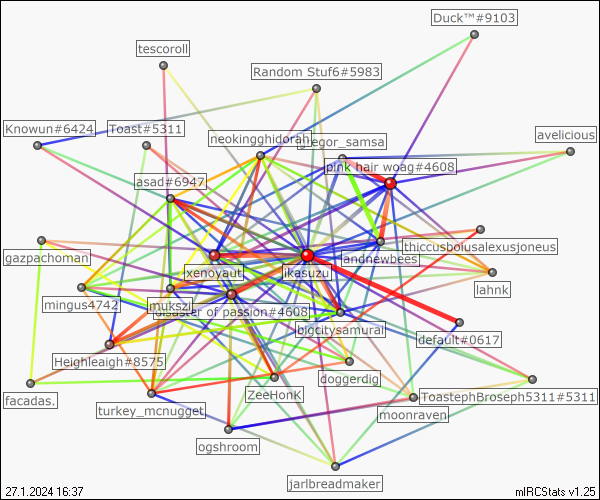 Duck™#9103
tescoroll
Random Stuf6#5983
Knowun#6424
Toast#5311
avelicious
neokingghidorah
gregor_samsa
pink hair woag#4608
asad#6947
gazpachoman
thiccusboiusalexusjoneus
landnewbees
xenoyaut
ikasuzu
lahnk
mingus4742
mukszi
disaster of passion#4608
bigcitysamurai
default#0617
Heighleaigh#8575
doggerdig
facadas.
ZeeHonK
ToastephBroseph5311#5311
turkey_mcnugget
moonraven
ogshroom
jarlbreadmaker
27.1.2024 16:37
mIRCStats v1.25